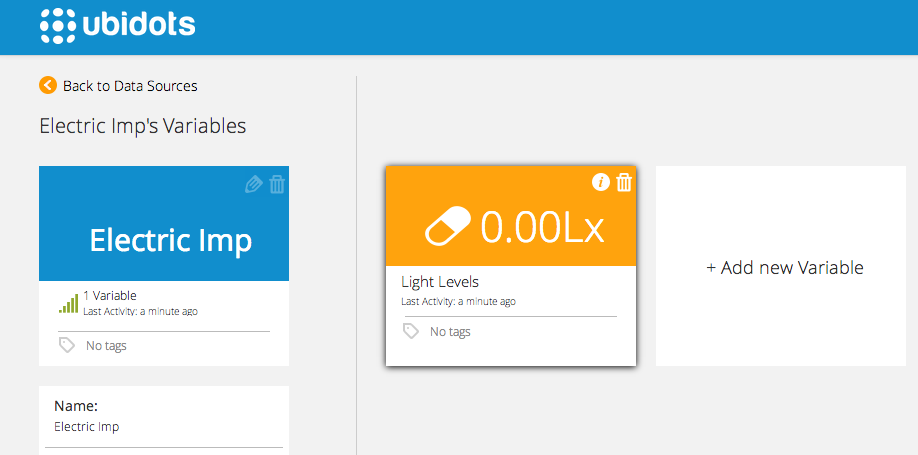 ubidots
Back to Data Sources
Electric Imp's Variables
Electric Imp
1 Variable
Last Activity: a minute ago
No tags
Name:
Electric Imp
0.00Lx
Light Levels
Last Activity: a minute ago
No tags
+ Add new Variable